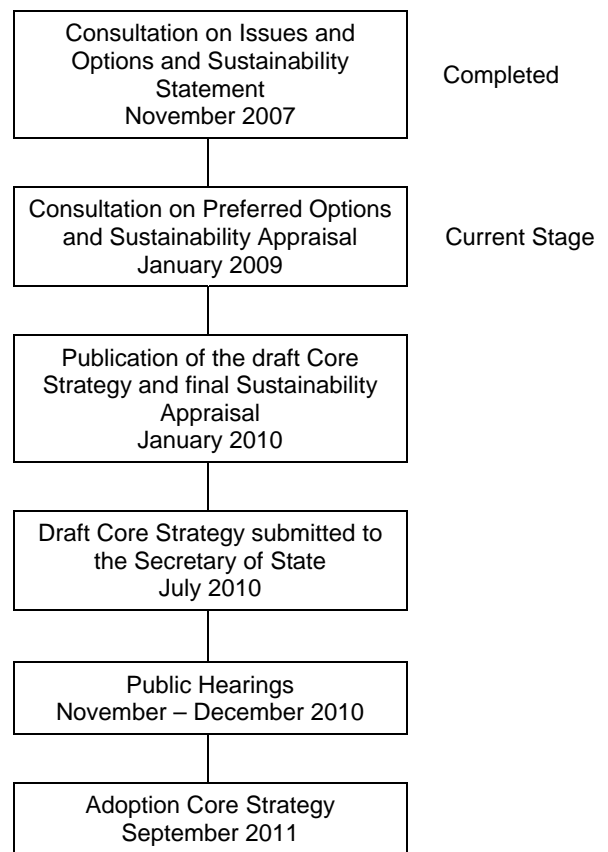 Consultation on Issues and
Options and Sustainability
Statement
November 2007
Completed
Consultation on Preferred Options
and Sustainability Appraisal
January 2009
Current Stage
Publication of the draft Core
Strategy and final Sustainability
Appraisal
January 2010
Draft Core Strategy submitted to
the Secretary of State
July 2010
Public Hearings
November – December 2010
Adoption Core Strategy
September 2011